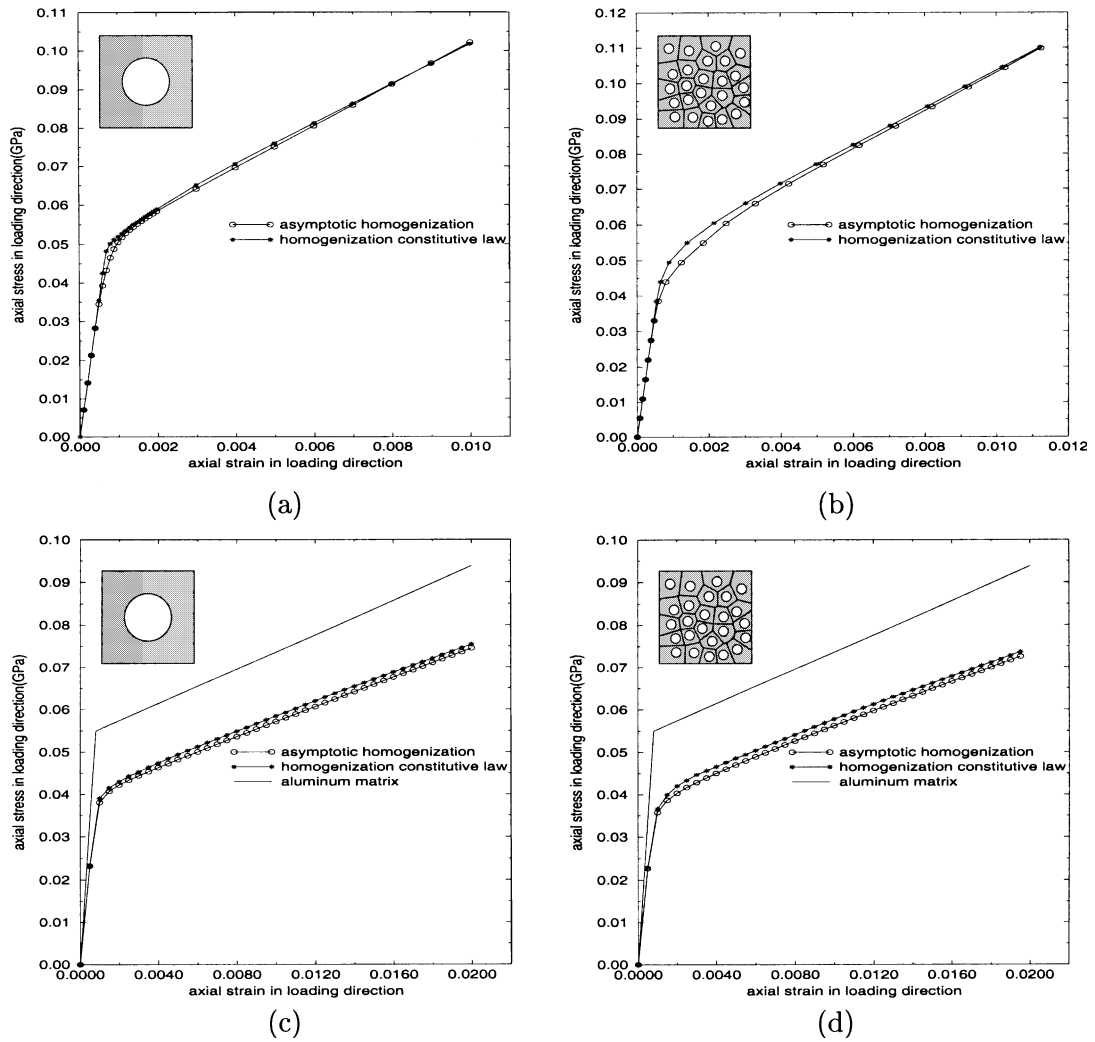 0.11
0.10
0.09
0.08
0.07
0.06
0.05
0.04
0.03
0.02
0.01
0.00
axial stress in loading direction(GPa)
asymptotic homogenization
homogenization constitutive law
0.000 0.002 0.004 0.006 0.008 0.010
axial strain in loading direction
(a)
0.12
0.11
0.10
0.09
0.08
0.07
0.06
0.05
0.04
0.03
0.02
0.01
0.00
axial stress in loading direction(GPa)
asymptotic homogenization
homogenization constitutive law
0.000 0.002 0.004 0.006 0.008 0.010 0.012
axial strain in loading direction
(b)
0.10
0.09
0.08
0.07
0.06
0.05
0.04
0.03
0.02
0.01
0.00
axial stress in loading direction(GPa)
asymptotic homogenization
homogenization constitutive law
aluminum matrix
0.0000 0.0040 0.0080 0.0120 0.0160 0.0200
axial strain in loading direction
(c)
0.10
0.09
0.08
0.07
0.06
0.05
0.04
0.03
0.02
0.01
0.00
axial stress in loading direction(GPa)
asymptotic homogenization
homogenization constitutive law
aluminum matrix
0.0000 0.0040 0.0080 0.0120 0.0160 0.0200
axial strain in loading direction
(d)